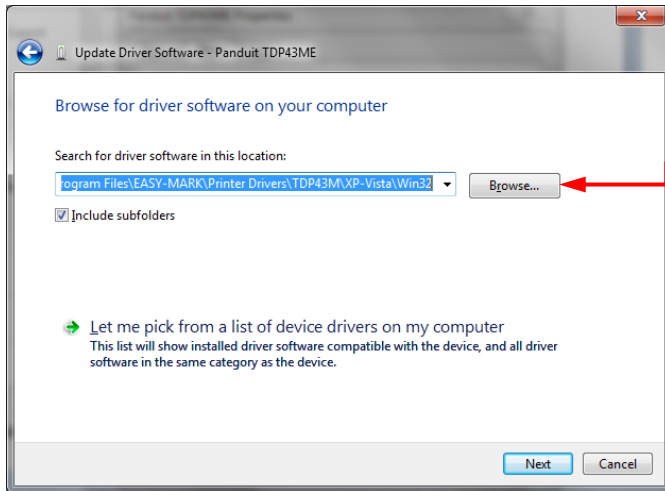 Panduit TDP43ME Properties
Update Driver Software - Panduit TDP43ME
Browse for driver software on your computer
Search for driver software in this location:
rogram Files\EASY-MARK\Printer Drivers\TDP43M\XP-Vista\Win32
Browse...
Include subfolders
Let me pick from a list of device drivers on my computer
This list will show installed driver software compatible with the device, and all driver
software in the same category as the device.
Next
Cancel